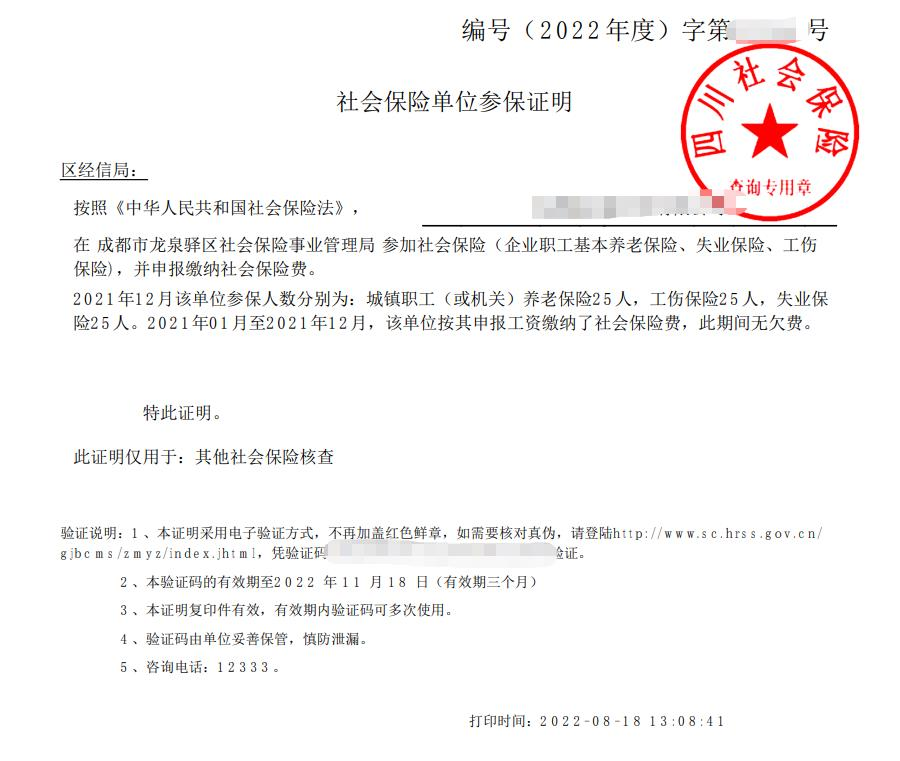 编号（2022年度）字第 号
四川社会保险
查询专用章
社会保险单位参保证明
区经信局：
按照《中华人民共和国社会保险法》，
在 成都市龙泉驿区社会保险事业管理局 参加社会保险（企业职工基本养老保险、失业保险、工伤
保险)，并申报缴纳社会保险费。
2021年12月该单位参保人数分别为：城镇职工（或机关）养老保险25人，工伤保险25人，失业保
险25人。2021年01月至2021年12月，该单位按其申报工资缴纳了社会保险费，此期间无欠费。
特此证明。
此证明仅用于：其他社会保险核查
验证说明：1、本证明采用电子验证方式，不再加盖红色鲜章，如需要核对真伪，请登陆http://www.sc.hrss.gov.cn/
gjbcms/zmyz/index.jhtml，凭验证码 验证。
2、本验证码的有效期至2022 年11 月18 日（有效期三个月）
3、本证明复印件有效，有效期内验证码可多次使用。
4、验证码由单位妥善保管，慎防泄漏。
5、咨询电话：12333。
打印时间：2022-08-18 13:08:41